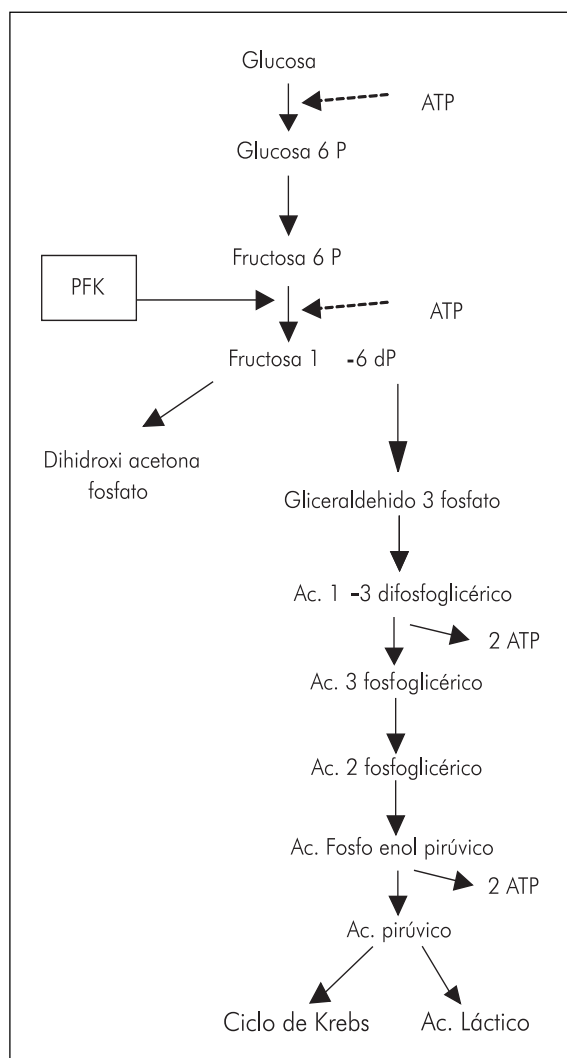 Glucosa
ATP
Glucosa 6 P
Fructosa 6 P
PFK
ATP
Fructosa 1 -6 dP
Dihidroxi acetona
fosfato
Gliceraldehido 3 fosfato
Ac. 1 -3 difosfoglicérico
2 ATP
Ac. 3 fosfoglicérico
Ac. 2 fosfoglicérico
Ac. Fosfo enol pirúvico
2 ATP
Ac. pirúvico
Ciclo de Krebs
Ac. Láctico